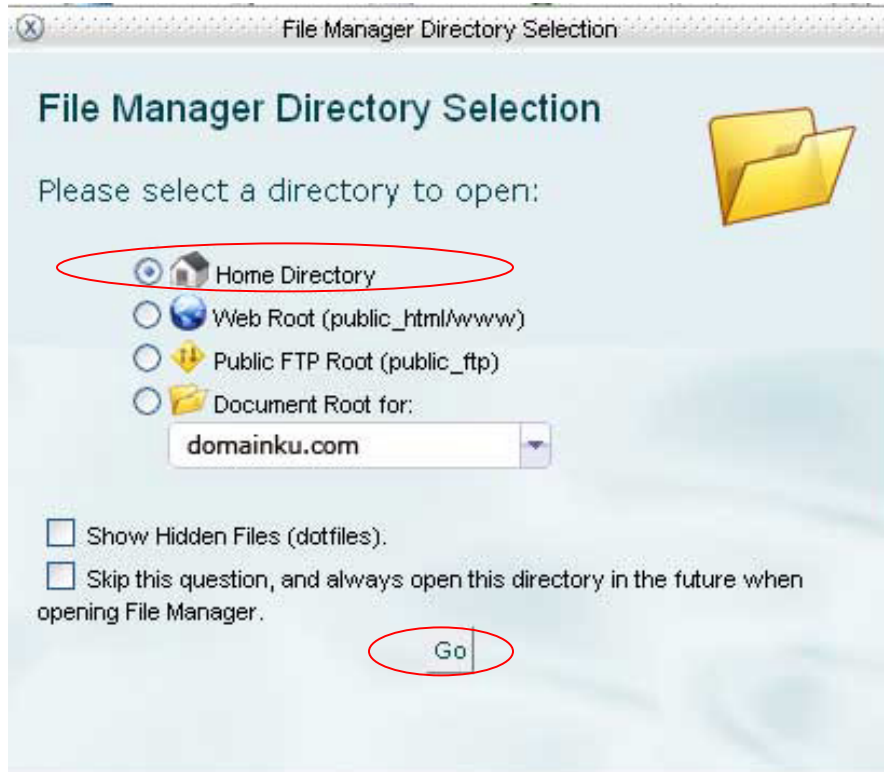 File Manager Directory Selection
File Manager Directory Selection
Please select a directory to open:
Home Directory
Web Root (public_html/www)
Public FTP Root (public_ftp)
Document Root for:
domainku.com
Show Hidden Files (dotfiles).
Skip this question, and always open this directory in the future when
opening File Manager.
Go